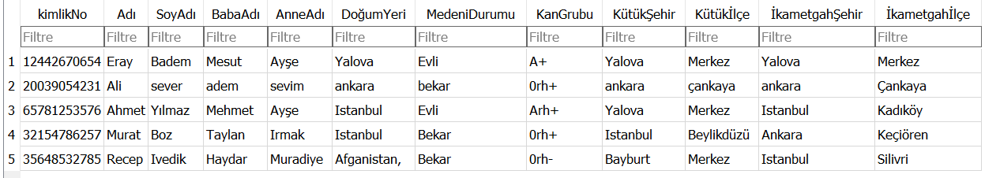 kimlikNo Adı SoyAdı BabaAdı AnneAdı DoğumYeri MedeniDurumu KanGrubu KütükŞehir Kütükİlçe İkametgahŞehir İkametgahİlçe
Filtre Filtre Filtre Filtre Filtre Filtre Filtre Filtre Filtre Filtre Filtre Filtre
1 12442670654 Eray Badem Mesut Ayşe Yalova Evli A+ Yalova Merkez Yalova Merkez
2 20039054231 Ali sever adem sevim ankara bekar 0rh+ ankara çankaya ankara Çankaya
3 65781253576 Ahmet Yılmaz Mehmet Ayşe Istanbul Evli Arh+ Yalova Merkez Istanbul Kadıköy
4 32154786257 Murat Boz Taylan Irmak Istanbul Bekar 0rh+ Istanbul Beylikdüzü Ankara Keçiören
5 35648532785 Recep Ivedik Haydar Muradiye Afganistan, Bekar 0rh- Bayburt Merkez Istanbul Silivri